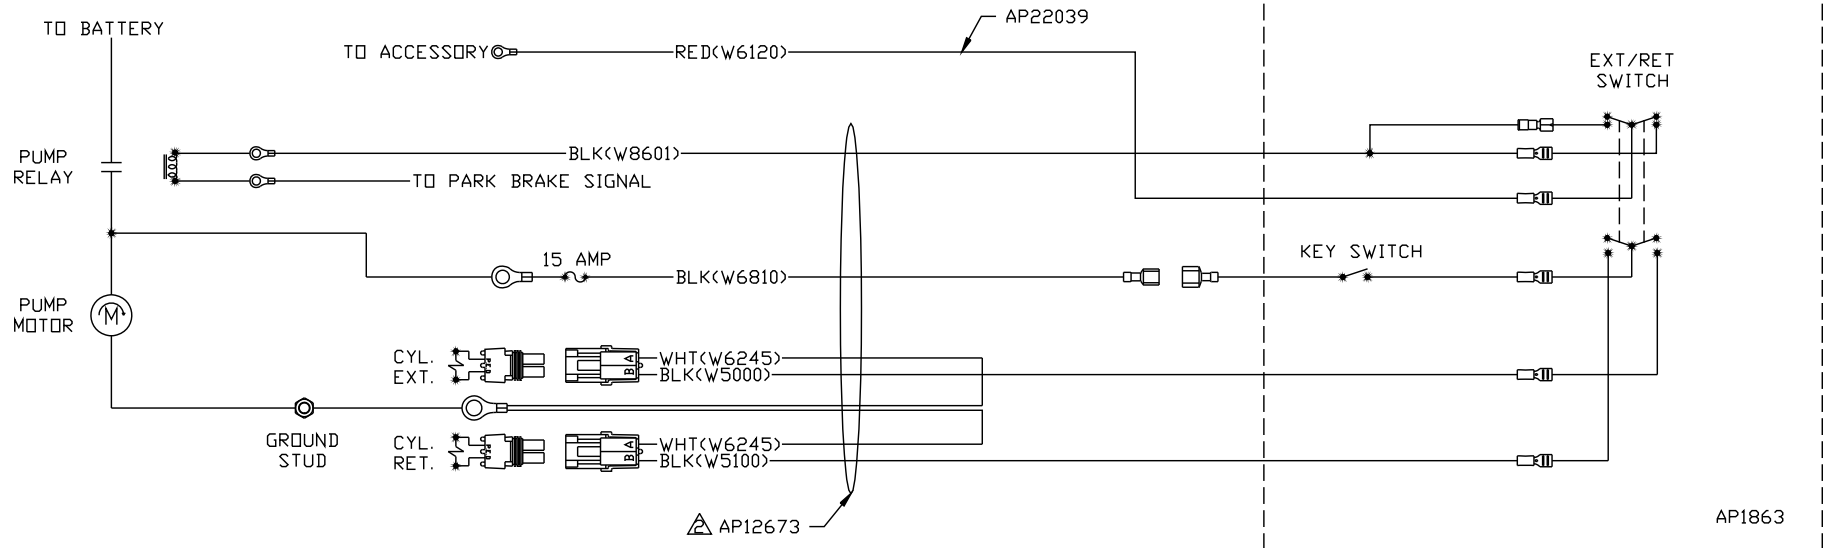 TO BATTERY
AP22039
TO ACCESSORY
RED(W6120)
EXT/RET
SWITCH
PUMP
RELAY
BLK(W8601)
TO PARK BRAKE SIGNAL
15 AMP
KEY SWITCH
BLK(W6810)
PUMP
MOTOR
M
CYL.
EXT.
A
B
WHT(W6245)
BLK(W5000)
GROUND
STUD
CYL.
RET.
A
B
WHT(W6245)
BLK(W5100)
2 AP12673
AP1863